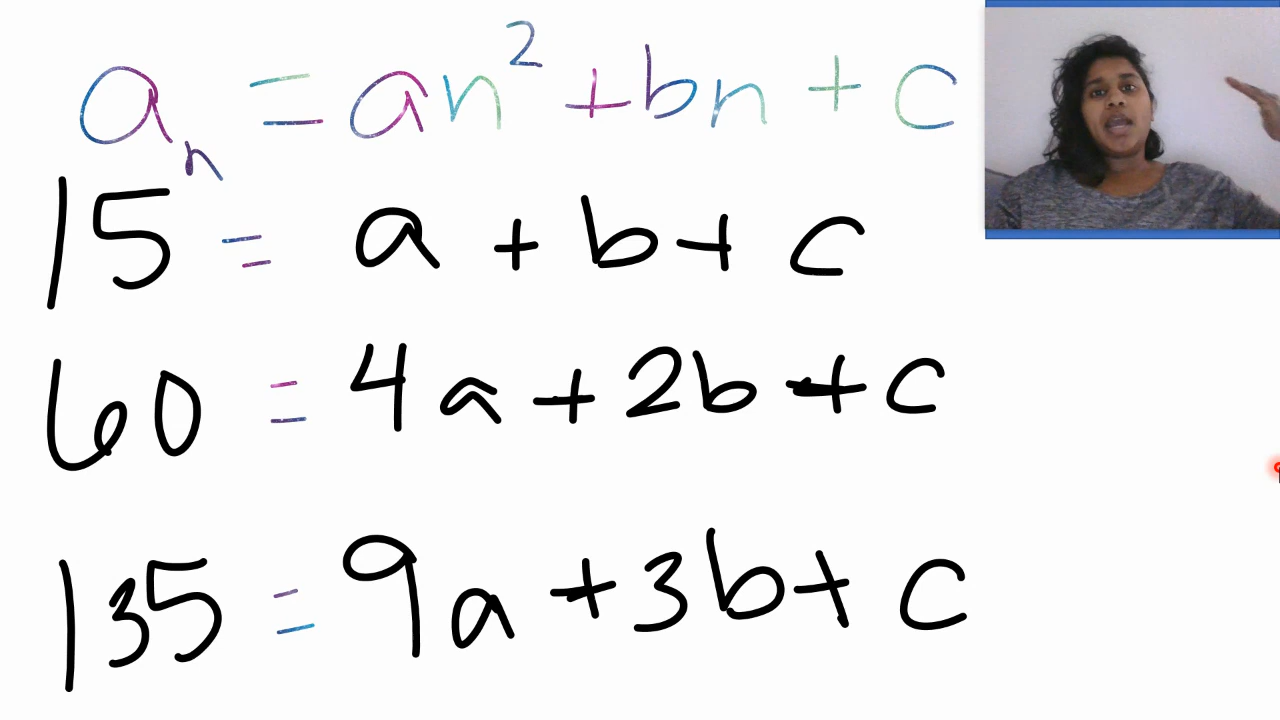 aₙ = an² + bn + c
15 = a + b + c
60 = 4a + 2b + c
135 = 9a + 3b + c